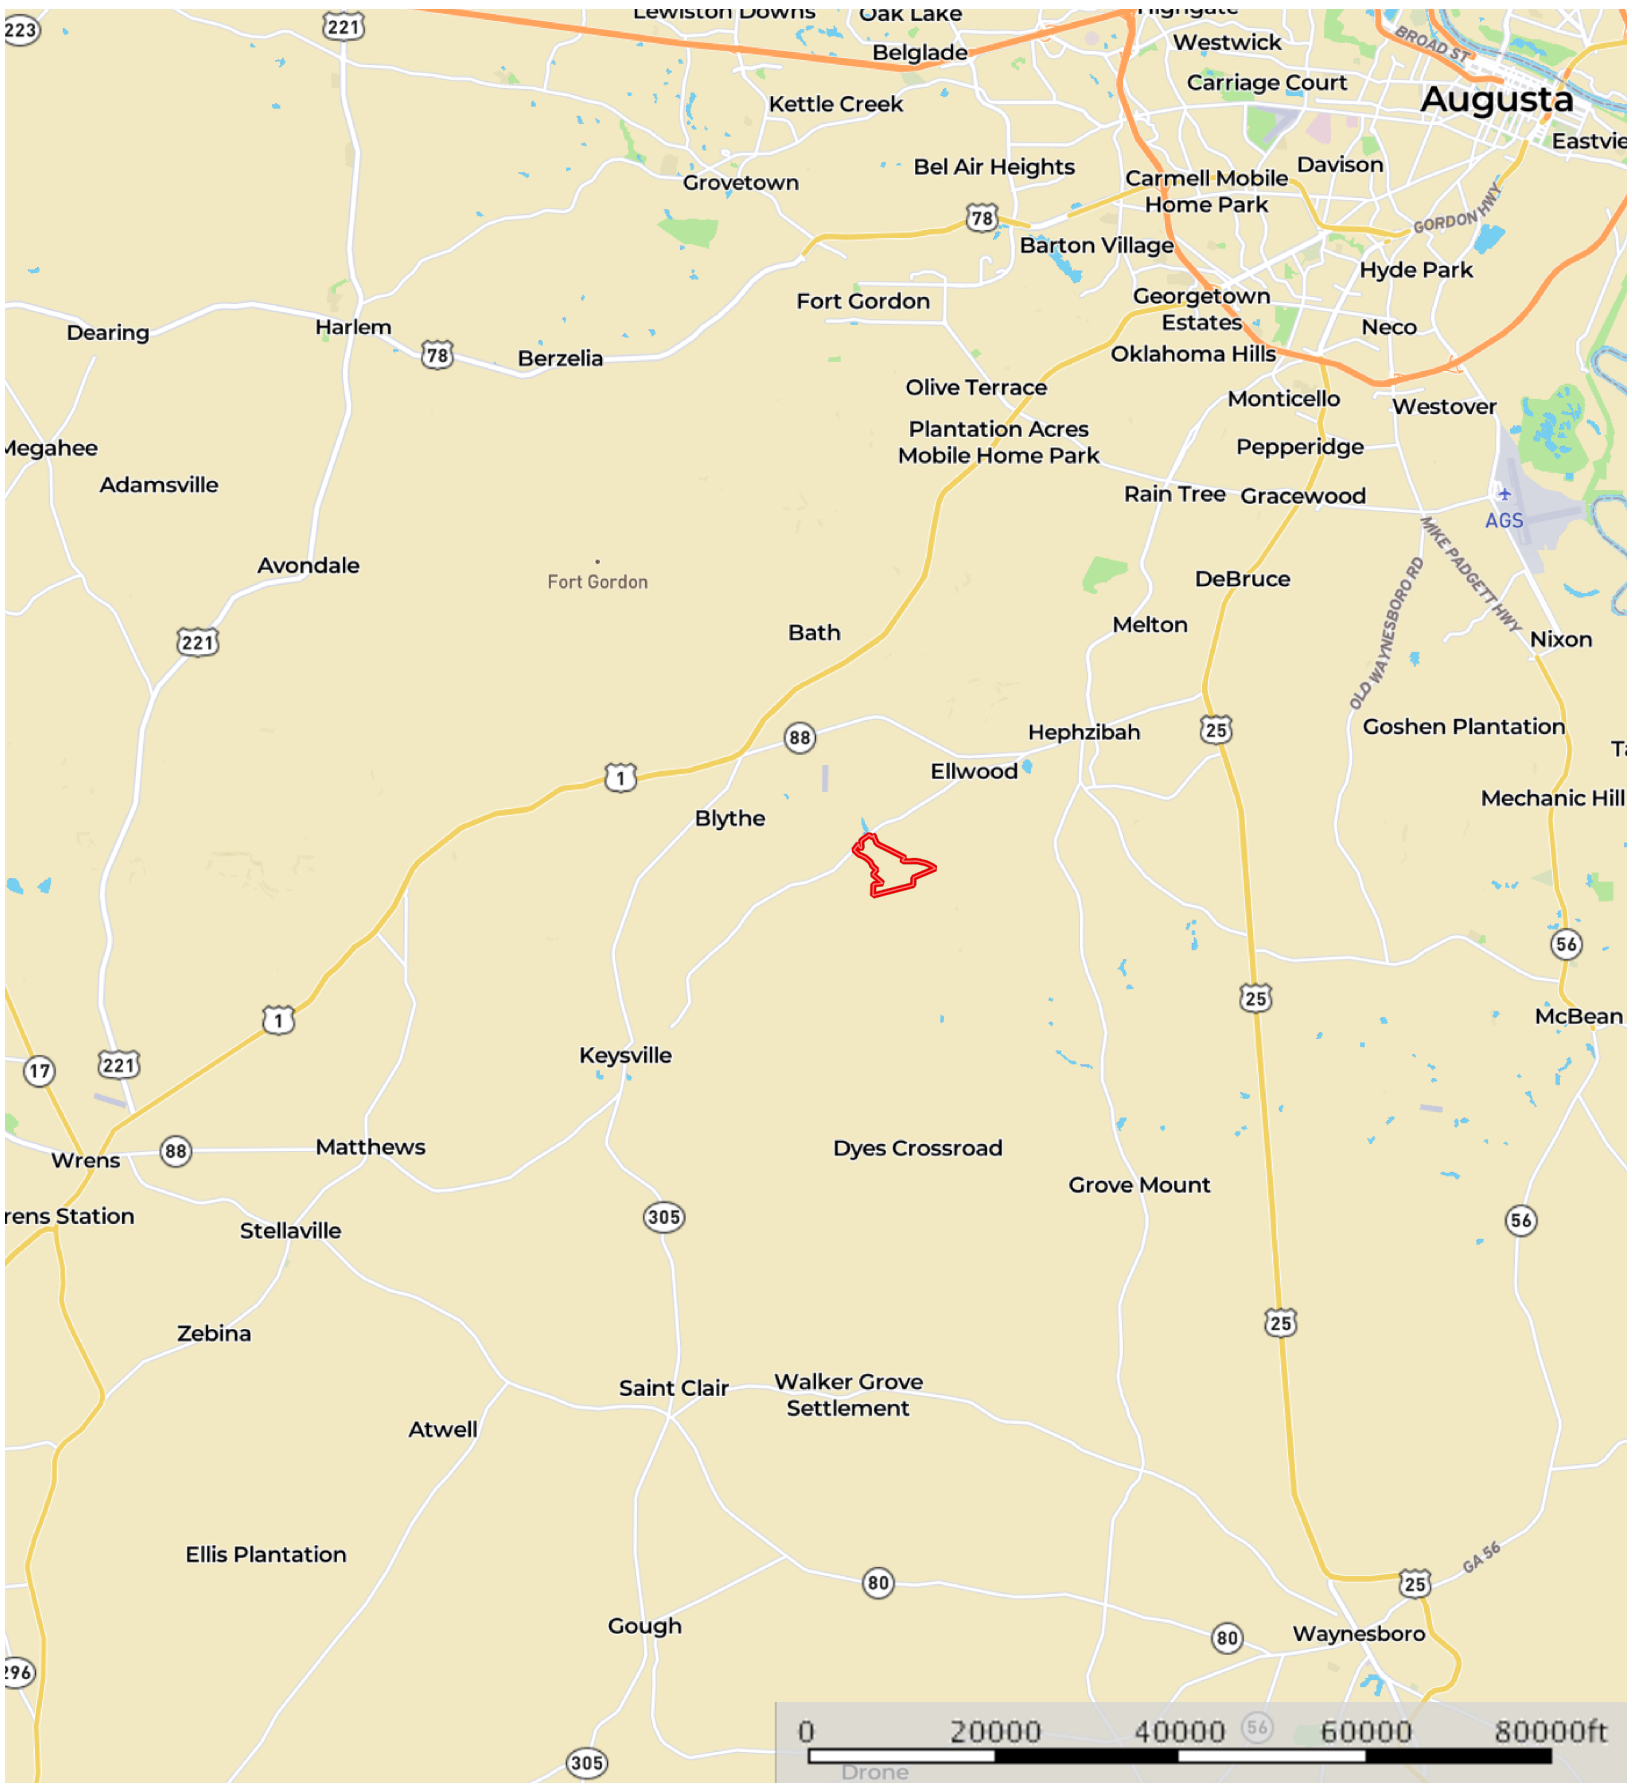 223
221
Lewiston Downs
Oak Lake
Highgate
Belglade
Westwick
BROAD ST
Carriage Court
Augusta
Kettle Creek
Eastvie
Bel Air Heights
Davison
Grovetown
Carmell Mobile
Home Park
78
GORDON HWY
Barton Village
Hyde Park
Fort Gordon
Georgetown
Estates
Dearing
Harlem
Neco
78
Berzelia
Oklahoma Hills
Olive Terrace
Monticello
Westover
Plantation Acres
Mobile Home Park
Megahee
Pepperidge
Adamsville
Rain Tree
Gracewood
AGS
MIKE PADGETT HWY
Avondale
Fort Gordon
DeBruce
OLD WAYNESBORO RD
Bath
Melton
Nixon
221
88
Hephzibah
25
Goshen Plantation
Ta
1
Ellwood
Mechanic Hill
Blythe
56
25
1
McBean
17
221
Keysville
Wrens
88
Matthews
Dyes Crossroad
Grove Mount
rens Station
Stellaville
305
56
Zebina
25
Saint Clair
Walker Grove
Settlement
Atwell
Ellis Plantation
GA 56
80
25
Gough
80
Waynesboro
296
56
0 20000 40000 60000 80000ft
305
Drone